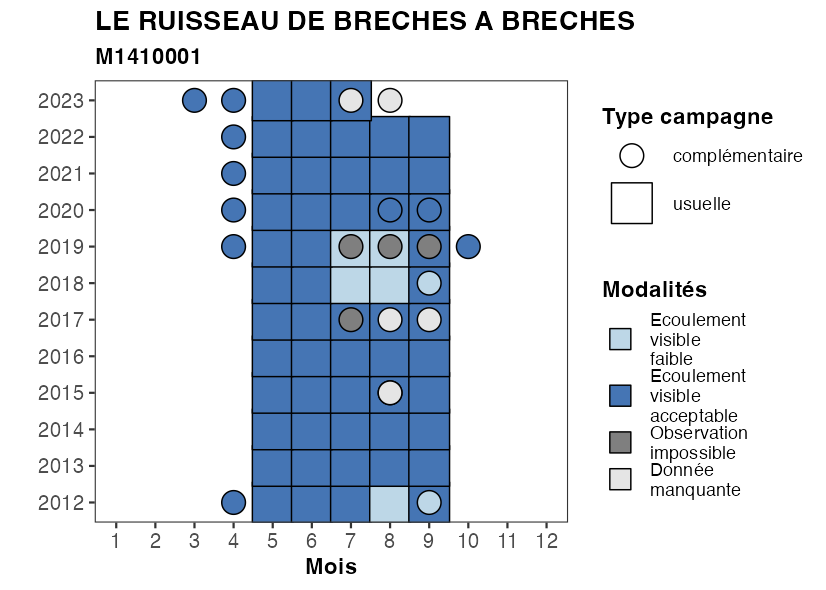 LE RUISSEAU DE BRECHES A BRECHES
M1410001
2023
2022
2021
2020
2019
2018
2017
2016
2015
2014
2013
2012
1 2 3 4 5 6 7 8 9 10 11 12
Mois
Type campagne
complémentaire
usuelle
Modalités
Ecoulement
visible
faible
Ecoulement
visible
acceptable
Observation
impossible
Donnée
manquante